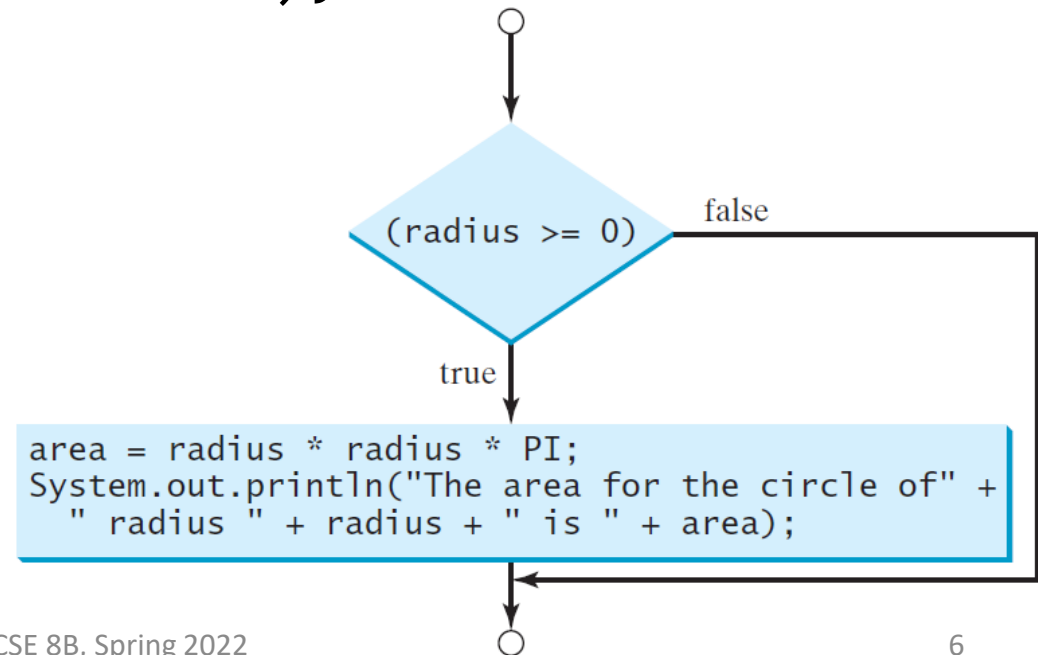 (radius >= 0)
false
true
area = radius * radius * PI;
System.out.println("The area for the circle of" +
" radius " + radius + " is " + area);
CSE 8B, Spring 2022
6